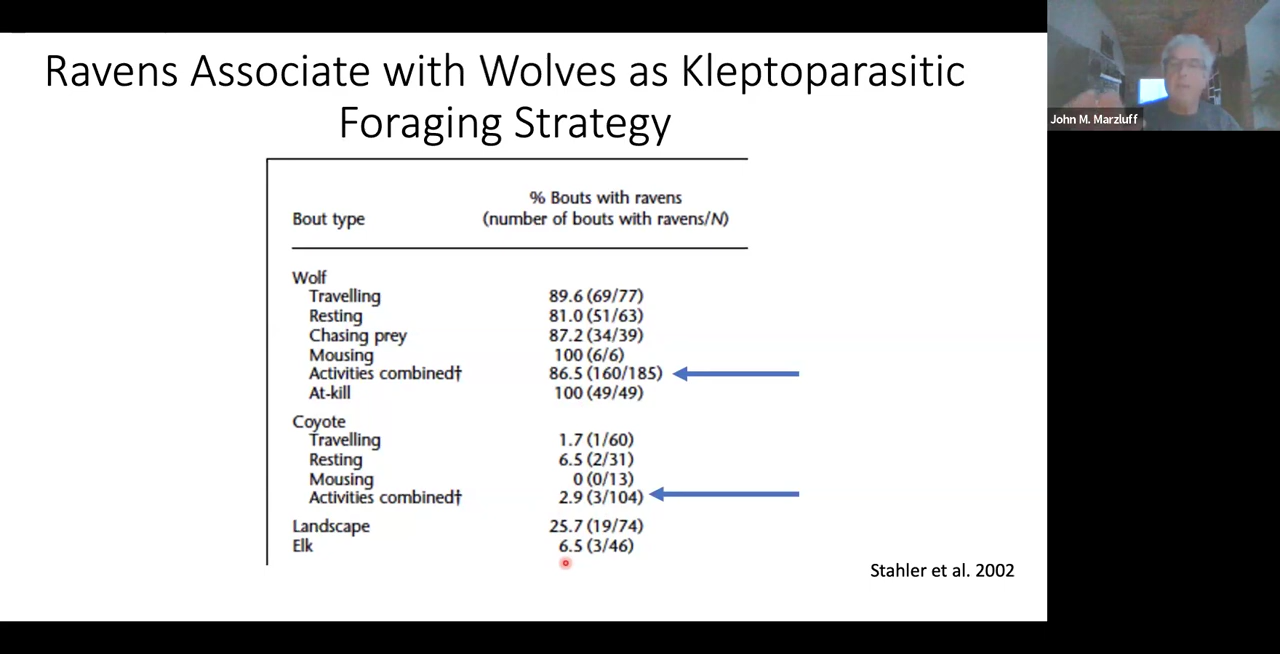 Ravens Associate with Wolves as Kleptoparasitic
Foraging Strategy
John M. Marzluff
% Bouts with ravens
Bout type (number of bouts with ravens/N)
Wolf
Travelling 89.6 (69/77)
Resting 81.0 (51/63)
Chasing prey 87.2 (34/39)
Mousing 100 (6/6)
Activities combined† 86.5 (160/185)
At-kill 100 (49/49)
Coyote
Travelling 1.7 (1/60)
Resting 6.5 (2/31)
Mousing 0 (0/13)
Activities combined† 2.9 (3/104)
Landscape 25.7 (19/74)
Elk 6.5 (3/46)
Stahler et al. 2002